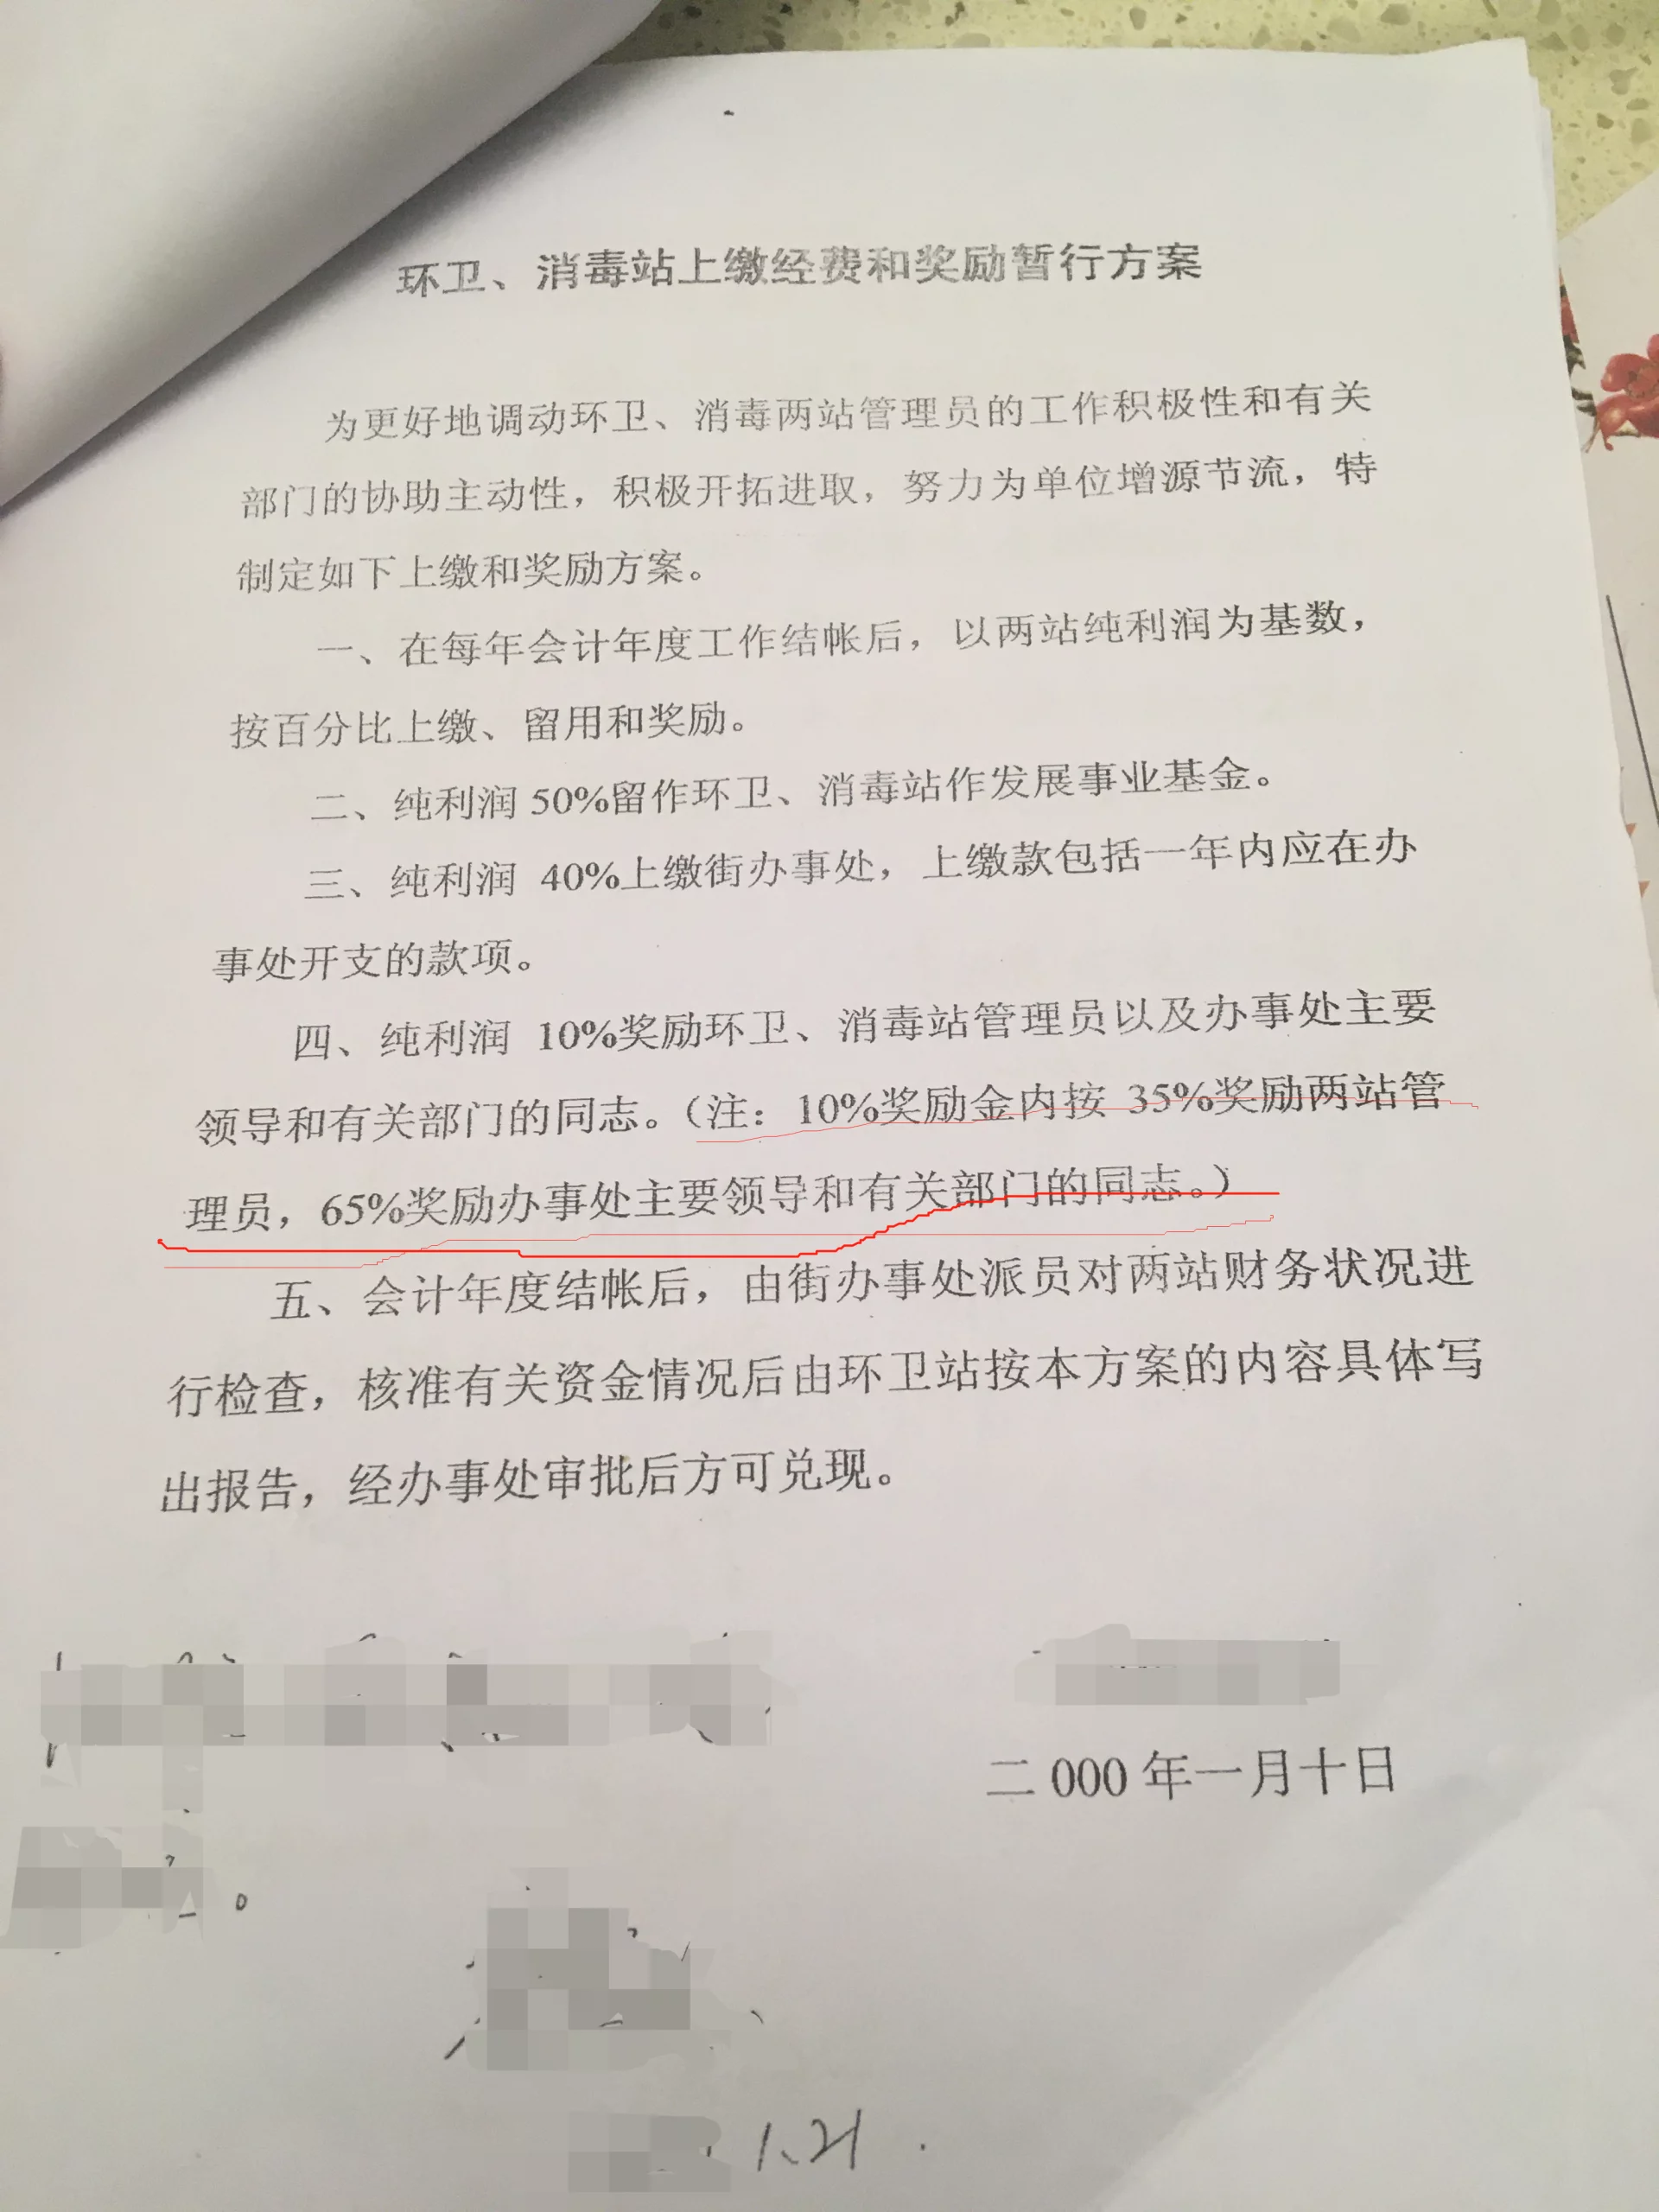 环卫、消毒站上缴经费和奖励暂行方案
为更好地调动环卫、消毒两站管理员的工作积极性和有关
部门的协助主动性，积极开拓进取，努力为单位增源节流，特
制定如下上缴和奖励方案。
一、在每年会计年度工作结帐后，以两站纯利润为基数，
按百分比上缴、留用和奖励。
二、纯利润 50%留作环卫、消毒站作发展事业基金。
三、纯利润 40%上缴街办事处，上缴款包括一年内应在办
事处开支的款项。
四、纯利润 10%奖励环卫、消毒站管理员以及办事处主要
领导和有关部门的同志。（注：10%奖励金内按 35%奖励两站管
理员，65%奖励办事处主要领导和有关部门的同志。）
五、会计年度结帐后，由街办事处派员对两站财务状况进
行检查，核准有关资金情况后由环卫站按本方案的内容具体写
出报告，经办事处审批后方可兑现。
二 000 年一月十日
1、21